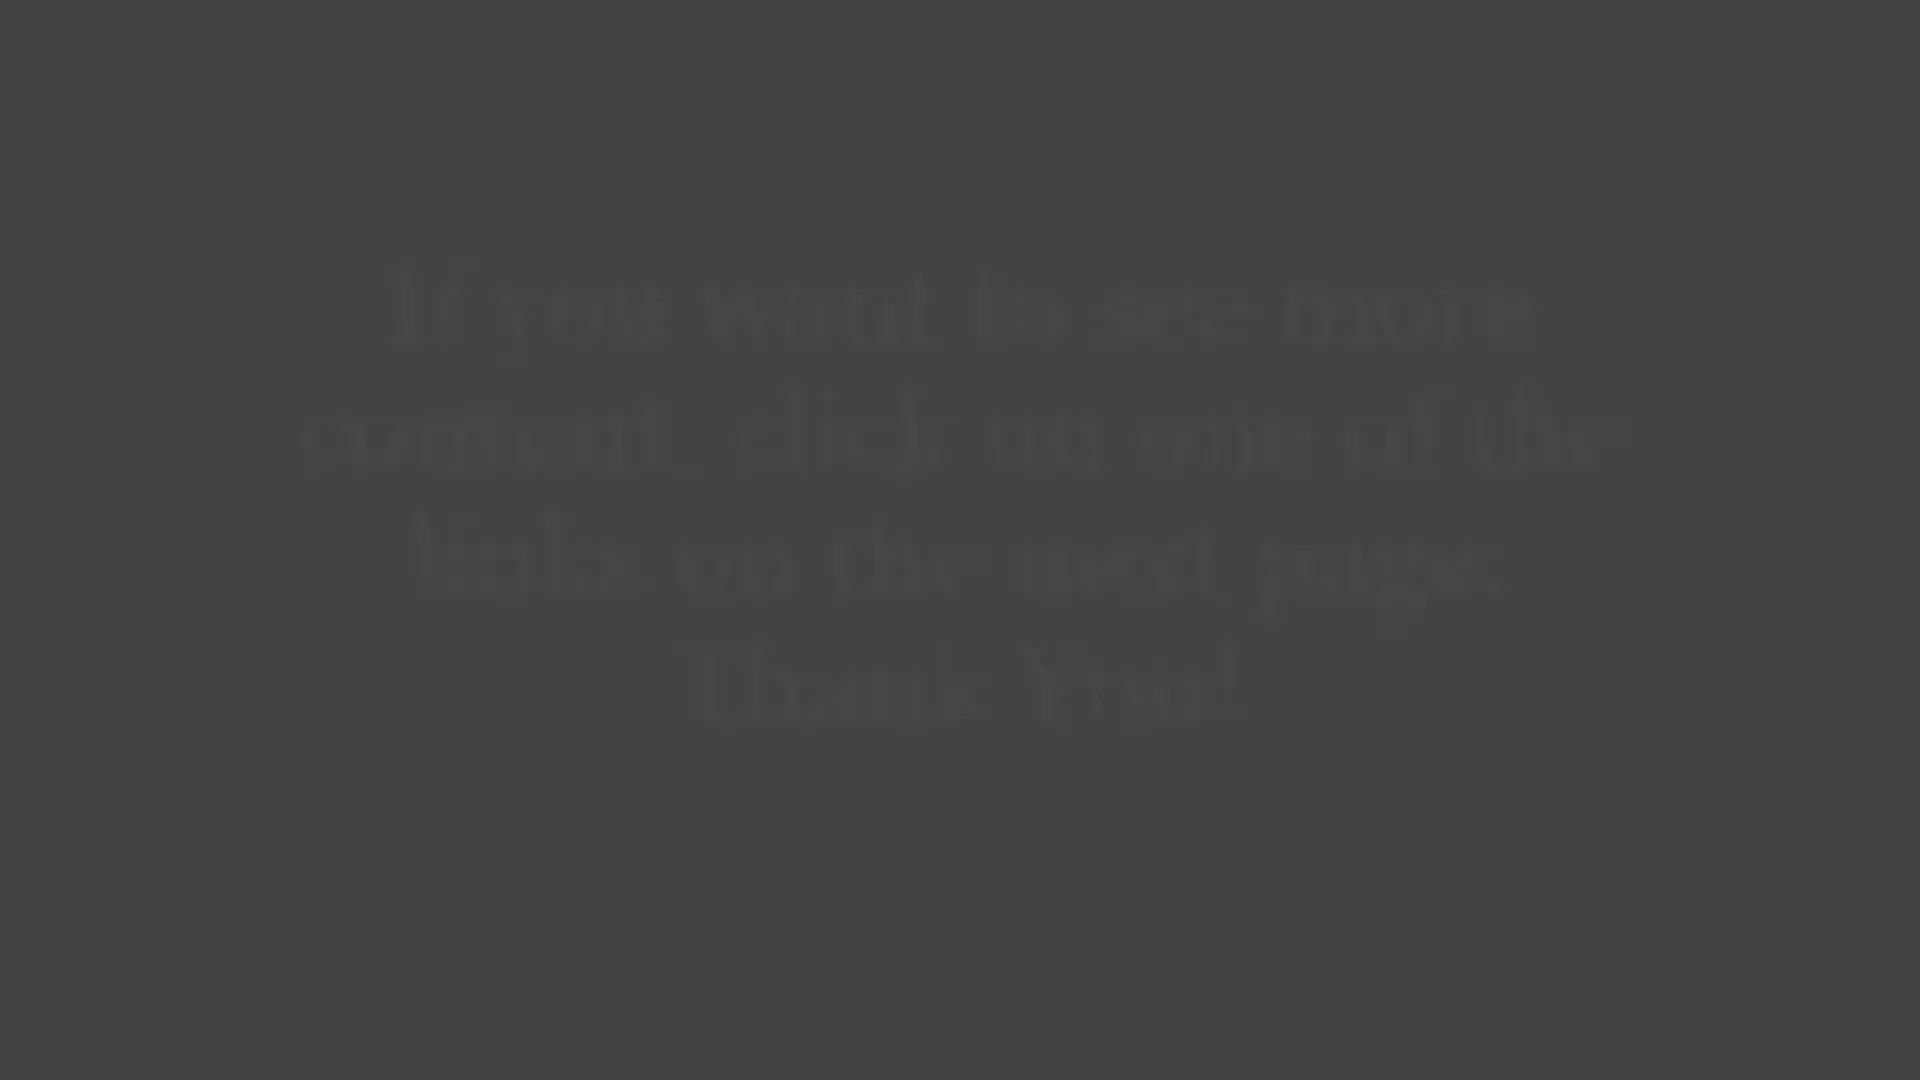 If you want to see more
content, click on one of the
links on the next page.
Thank You!